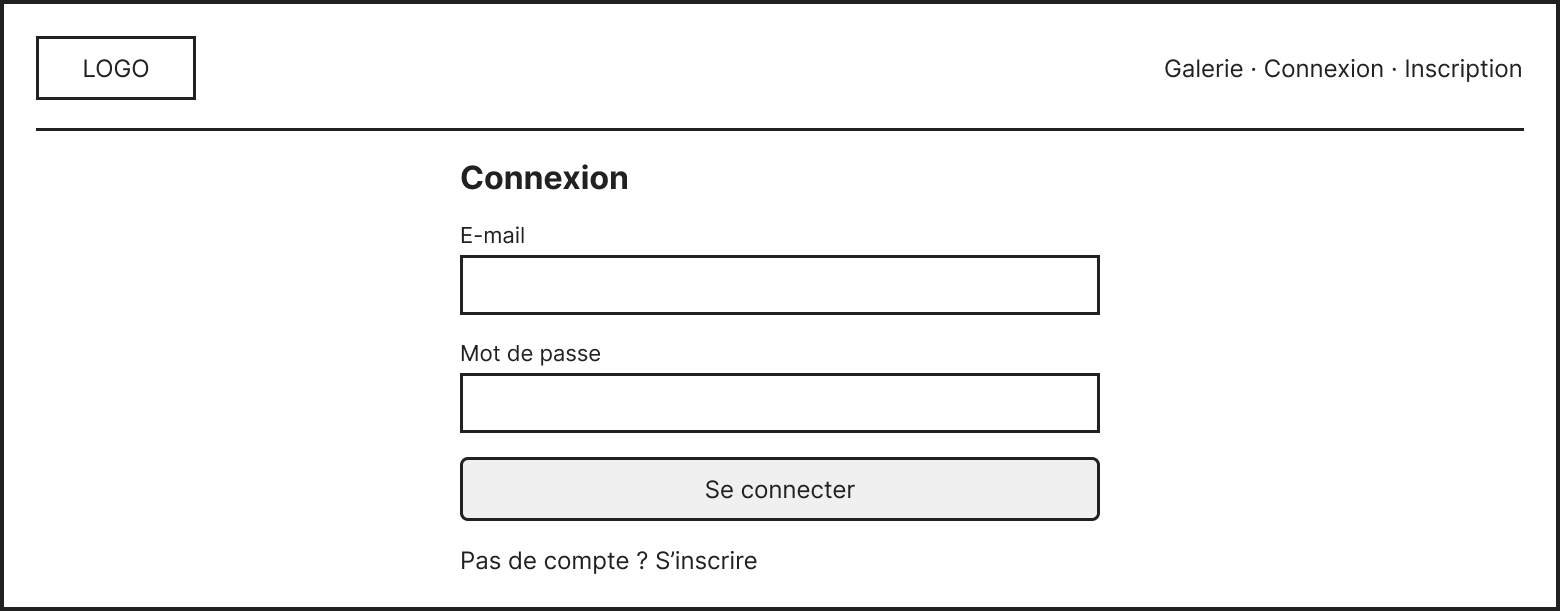 LOGO
Galerie · Connexion · Inscription
Connexion
E-mail
Mot de passe
Se connecter
Pas de compte ? S’inscrire